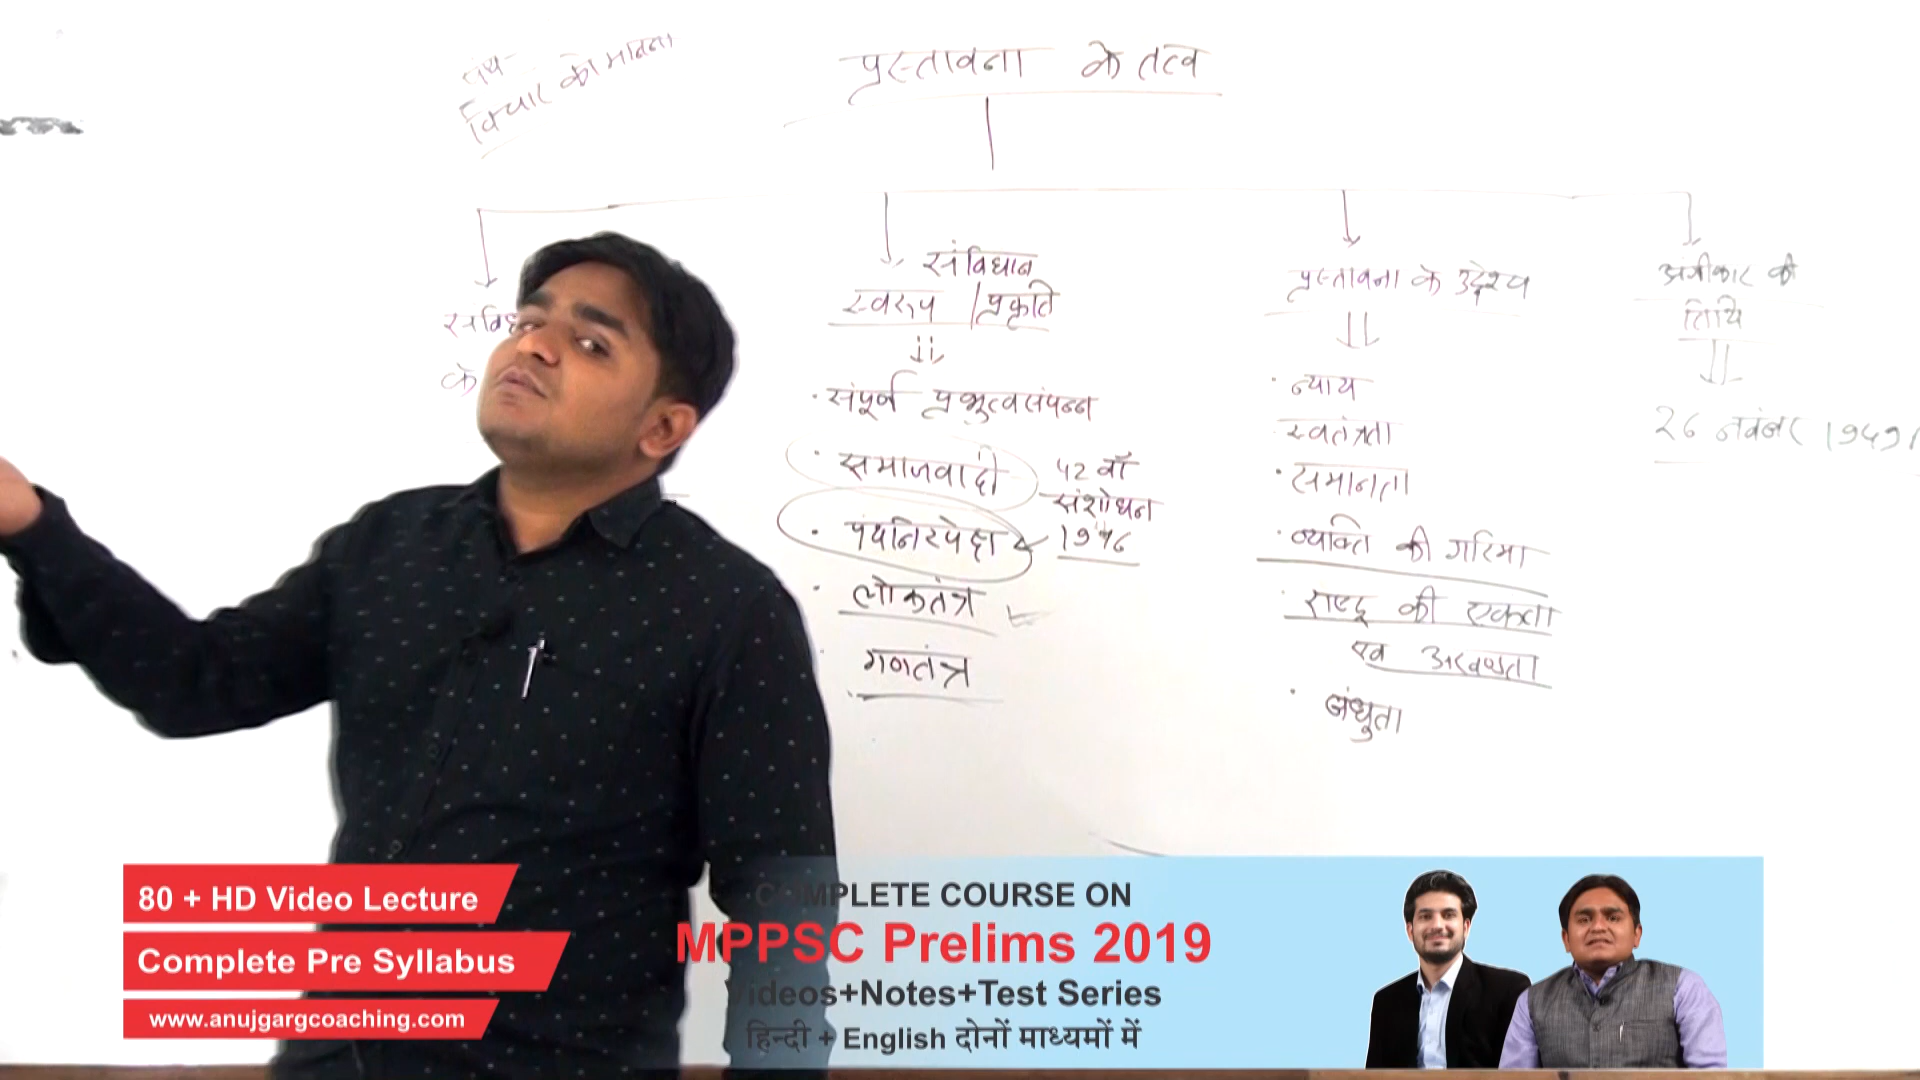 विचार को मानना
प्रस्तावना के तत्व
संविधान
स्वरूप / प्रकृति
प्रस्तावना के उद्देश्य
अंगीकार की
तिथि
के
संपूर्ण प्रभुत्वसंपन्न
समाजवादी
पंथनिरपेक्ष
42 वाँ
संशोधन
1976
लोकतंत्र
गणतंत्र
न्याय
स्वतंत्रता
समानता
व्यक्ति की गरिमा
राष्ट्र की एकता
एवं अखण्डता
बंधुता
26 नवंबर 1949
80 + HD Video Lecture
Complete Pre Syllabus
www.anujgargcoaching.com
COMPLETE COURSE ON
MPPSC Prelims 2019
Videos+Notes+Test Series
हिन्दी + English दोनों माध्यमों में